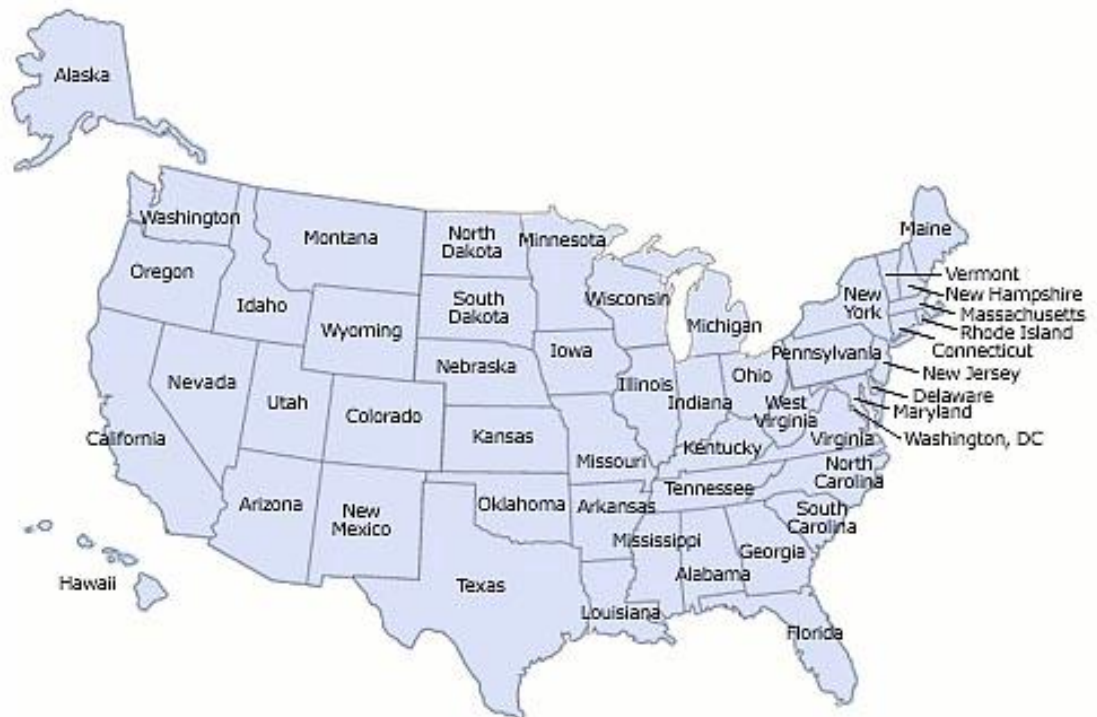 Alaska
Washington
Montana
North
Dakota
Minnesota
Maine
Oregon
Idaho
Wyoming
South
Dakota
Wisconsin
Michigan
New
York
Vermont
New Hampshire
Massachusetts
Rhode Island
Connecticut
Nevada
Utah
Colorado
Nebraska
Iowa
Illinois
Indiana
Ohio
Pennsylvania
New Jersey
Delaware
Maryland
Washington, DC
California
Kansas
Missouri
Kentucky
West
Virginia
Virginia
Arizona
New
Mexico
Oklahoma
Arkansas
Tennessee
North
Carolina
South
Carolina
Hawaii
Texas
Louisiana
Mississippi
Alabama
Georgia
Florida